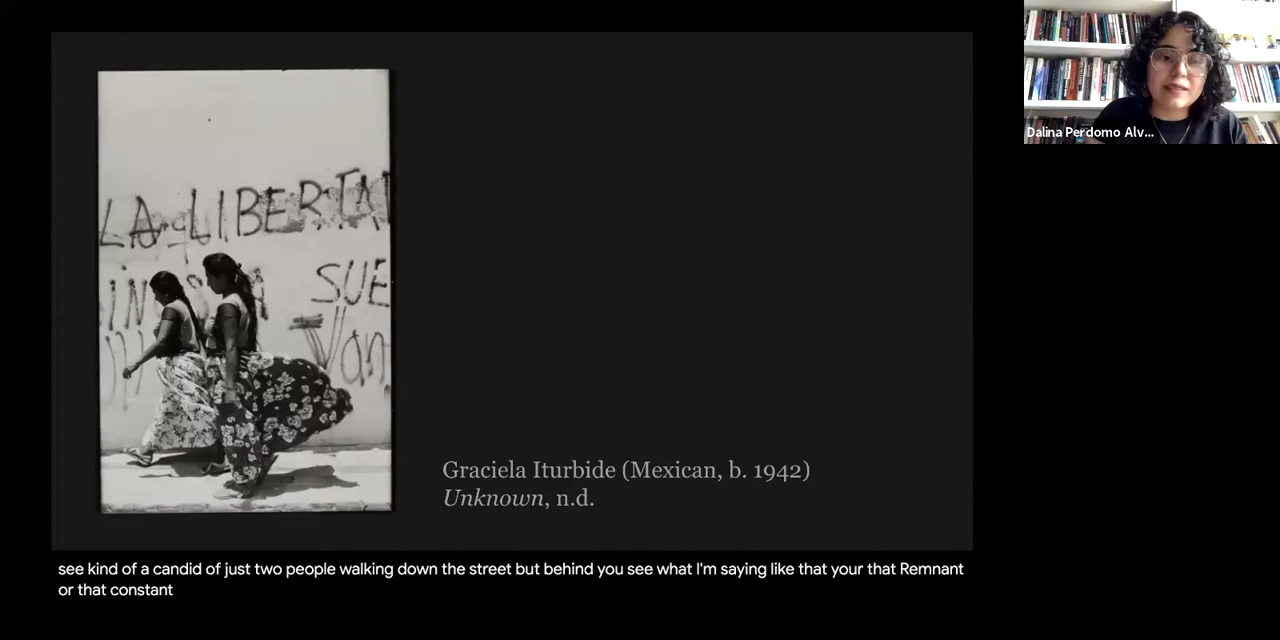 LA LIBERTA
SUE
Van
Graciela Iturbide (Mexican, b. 1942)
Unknown, n.d.
Dalina Perdomo Alv...
see kind of a candid of just two people walking down the street but behind you see what I'm saying like that your that Remnant
or that constant